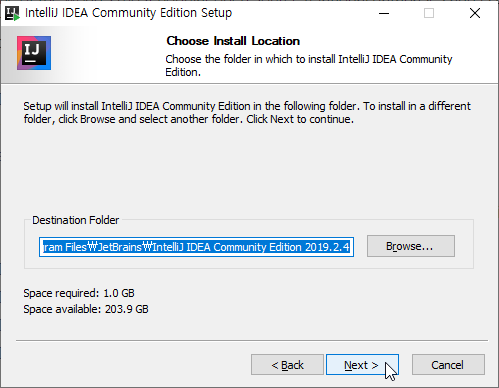 IntelliJ IDEA Community Edition Setup
IJ
Choose Install Location
Choose the folder in which to install IntelliJ IDEA Community
Edition.
Setup will install IntelliJ IDEA Community Edition in the following folder. To install in a different
folder, click Browse and select another folder. Click Next to continue.
Destination Folder
gram Files₩JetBrains₩IntelliJ IDEA Community Edition 2019.2.4
Browse...
Space required: 1.0 GB
Space available: 203.9 GB
< Back
Next >
Cancel